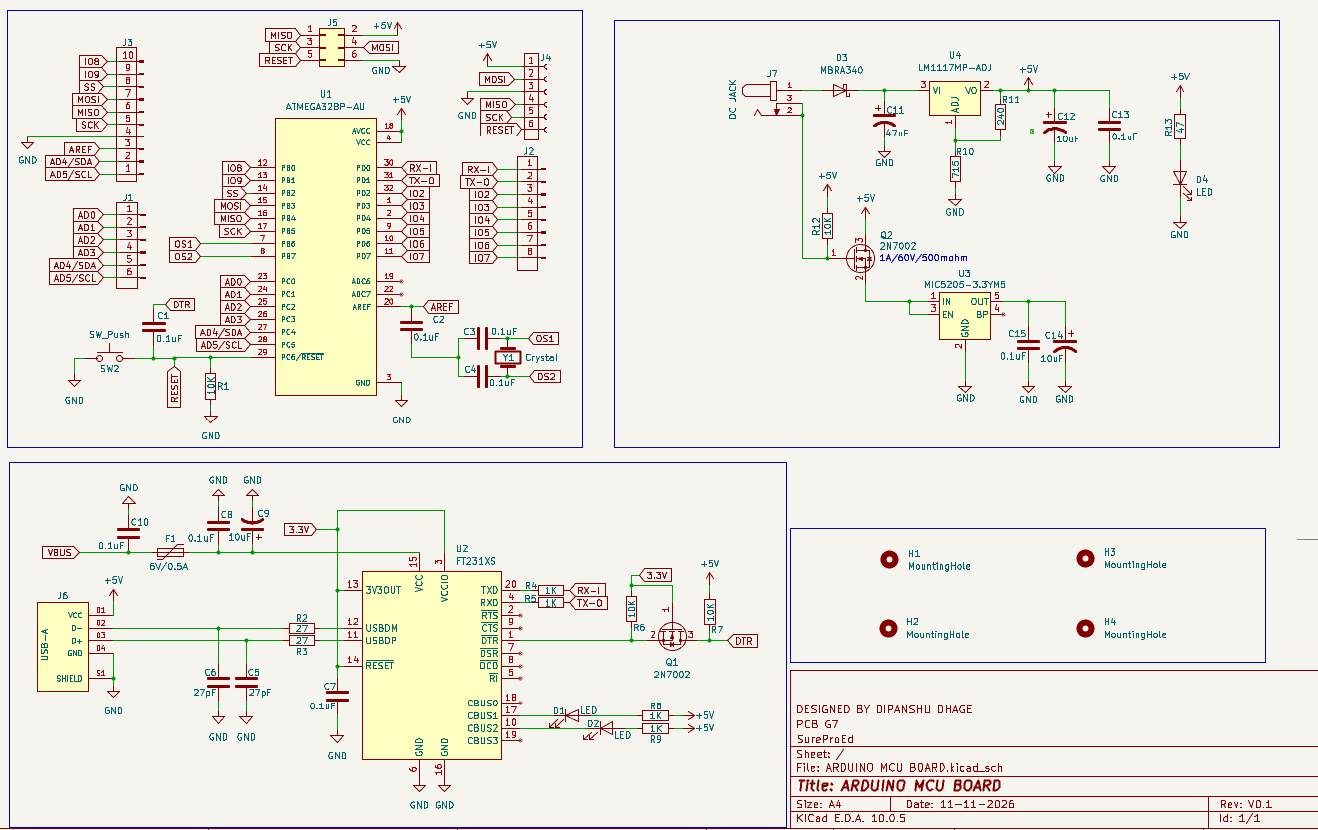 J5
MISO 1 2 +5V
SCK 3 4 MOSI
RESET 5 6
GND
J3
IO8 10
IO9 9
SS 8
MOSI 7
MISO 6
SCK 5
4
GND
AREF 3
AD4/SDA 2
AD5/SCL 1
+5V
J4
1
MOSI 2
3
GND
MISO 4
SCK 5
RESET 6
U1
ATMEGA328P-AU
+5V
AVCC 18
VCC 4
IO8 12 PB0 PD0 30 RX-I
IO9 13 PB1 PD1 31 TX-O
SS 14 PB2 PD2 32 IO2
MOSI 15 PB3 PD3 1 IO3
MISO 16 PB4 PD4 2 IO4
SCK 17 PB5 PD5 9 IO5
OS1 7 PB6 PD6 10 IO6
OS2 8 PB7 PD7 11 IO7
AD0 23 PC0 ADC6 19
AD1 24 PC1 ADC7 22
AD2 25 PC2 AREF 20 AREF
AD3 26 PC3
AD4/SDA 27 PC4
AD5/SCL 28 PC5
29 PC6/RESET
GND 3
GND
J2
RX-I 1
TX-O 2
IO2 3
IO3 4
IO4 5
IO5 6
IO6 7
IO7 8
J1
AD0 1
AD1 2
AD2 3
AD3 4
AD4/SDA 5
AD5/SCL 6
DTR
C1
0.1uF
SW_Push
SW2
GND
RESET
10K R1
GND
C2
0.1uF
C3 0.1uF OS1
Y1 Crystal
C4 0.1uF OS2
DC JACK
J7
1
3
2
D3
MBRA340
U4
LM1117MP-ADJ
3 VI VO 2
ADJ
1
+5V
C11
47uF
GND
R11
240
R10
715
GND
C12
10uF
GND
C13
0.1uF
GND
+5V
R13
47
D4
LED
GND
+5V
R12
10K
+5V
3
1
2
Q2
2N7002
1A/60V/500mohm
U3
MIC5205-3.3YM5
1 IN OUT 5
3 EN BP 4
GND
2
GND
C15
0.1uF
GND
C14
10uF
GND
GND
C10
0.1uF
VBUS
F1
6V/0.5A
GND
C8
0.1uF
GND
C9
10uF
3.3V
U2
FT231XS
15 VCC
3 VCCIO
13 3V3OUT
12 USBDM
11 USBDP
14 RESET
TXD 20
RXD 4
RTS 2
CTS 9
DTR 1
DSR 7
DCD 8
RI 5
CBUS0 18
CBUS1 17
CBUS2 10
CBUS3 19
GND 6
GND 16
GND GND
+5V
J6
USB-A
VCC D1
D- D2
D+ D3
GND D4
SHIELD S1
GND
R2
27
27
R3
C6
27pF
GND
C5
27pF
GND
C7
0.1uF
GND
R4 1K RX-I
R5 1K TX-O
3.3V
10K
R6
1
2 3
Q1
2N7002
+5V
10K
R7
DTR
D1 LED
R8
1K +5V
D2 LED
1K +5V
R9
H1
MountingHole
H3
MountingHole
H2
MountingHole
H4
MountingHole
DESIGNED BY DIPANSHU DHAGE
PCB G7
SureProEd
Sheet: /
File: ARDUINO MCU BOARD.kicad_sch
Title: ARDUINO MCU BOARD
Size: A4 Date: 11-11-2026 Rev: V0.1
KiCad E.D.A. 10.0.5 Id: 1/1